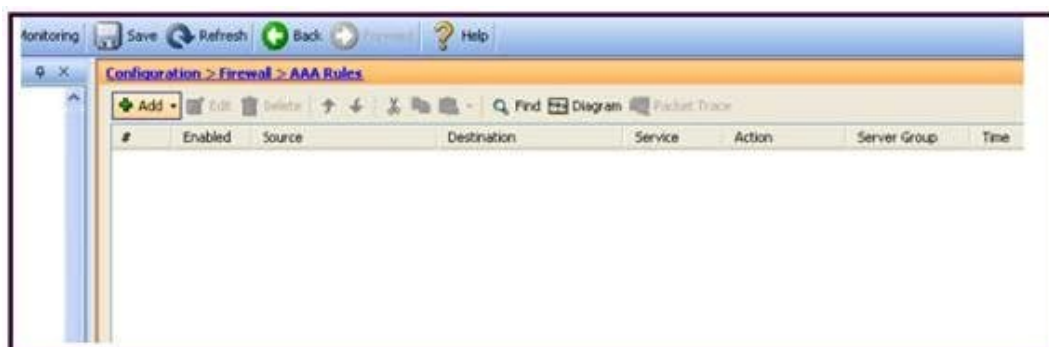 Monitoring Save Refresh Back Forward Help
Configuration > Firewall > AAA Rules
Add Edit Delete Find Diagram Packet Trace
# Enabled Source Destination Service Action Server Group Time